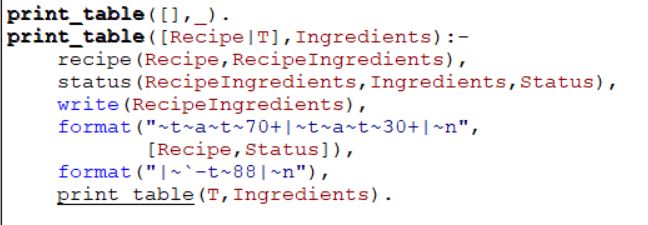 print_table([],_).
print_table([Recipe|T],Ingredients):-
    recipe(Recipe,RecipeIngredients),
    status(RecipeIngredients,Ingredients,Status),
    write(RecipeIngredients),
    format("~t~a~t~70+|~t~a~t~30+|~n",
           [Recipe,Status]),
    format("|~`-t~88|~n"),
    print_table(T,Ingredients).